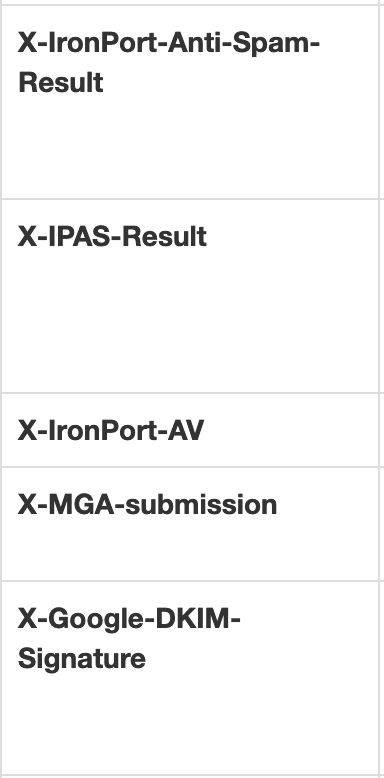 X-IronPort-Anti-Spam-
Result
X-IPAS-Result
X-IronPort-AV
X-MGA-submission
X-Google-DKIM-
Signature